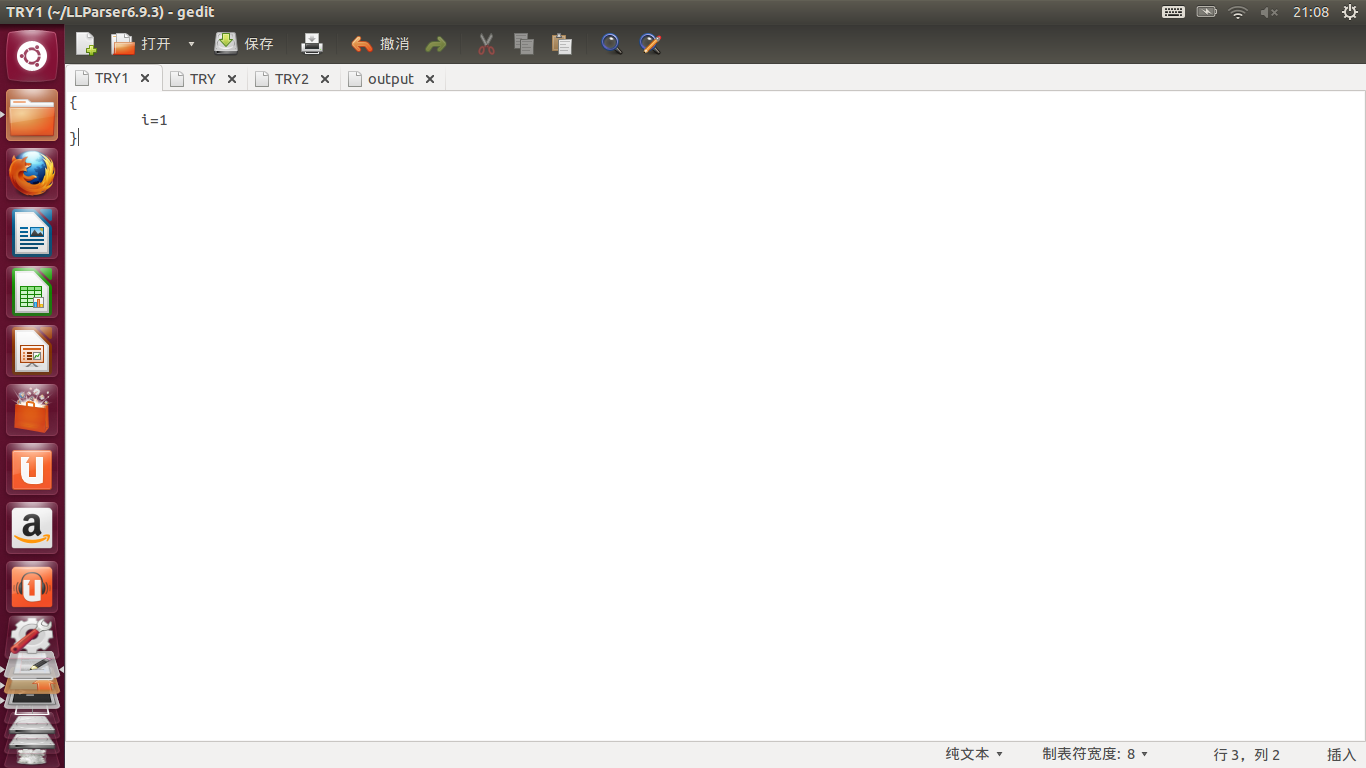 TRY1 (~/LLParser6.9.3) - gedit
21:08
打开
保存
撤消
TRY1
TRY
TRY2
output
{
i=1
}
纯文本
制表符宽度: 8
行 3，列 2
插入